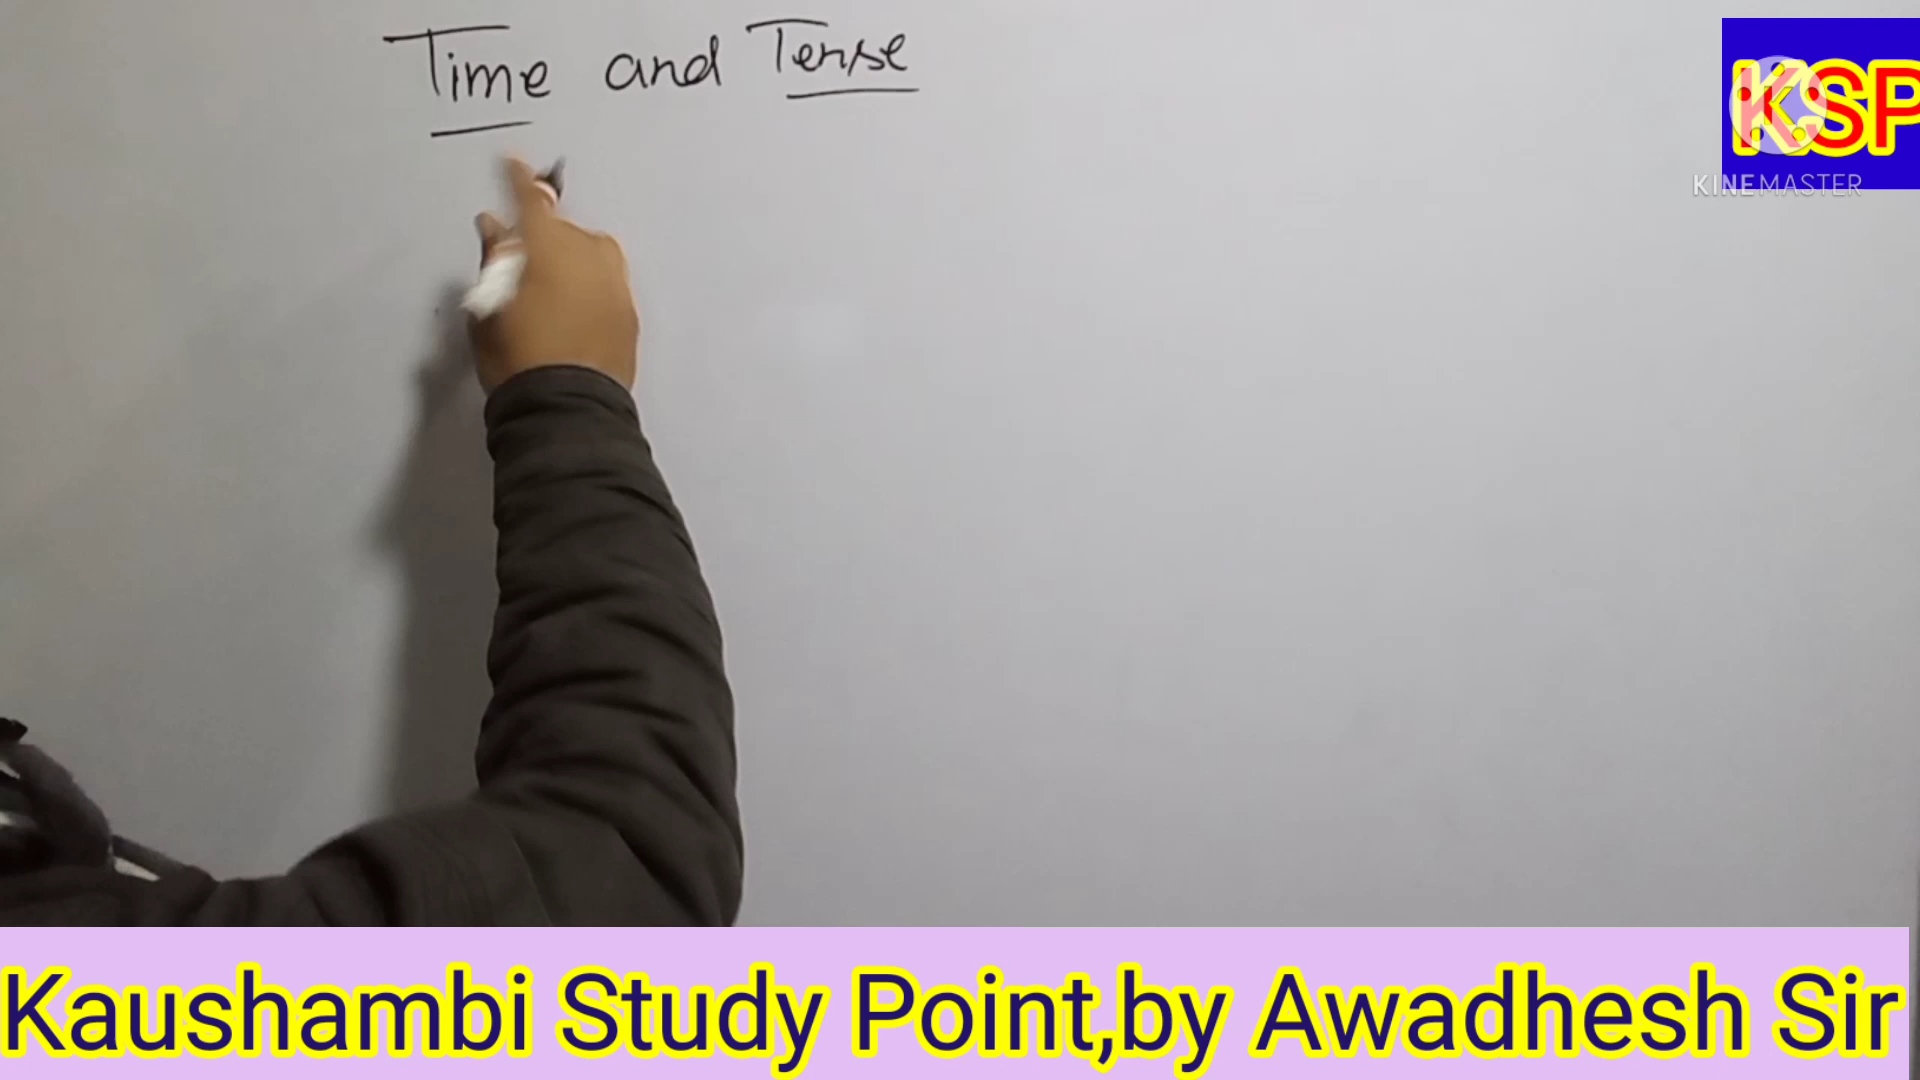 Time and Tense
KSP
KINEMASTER
Kaushambi Study Point,by Awadhesh Sir